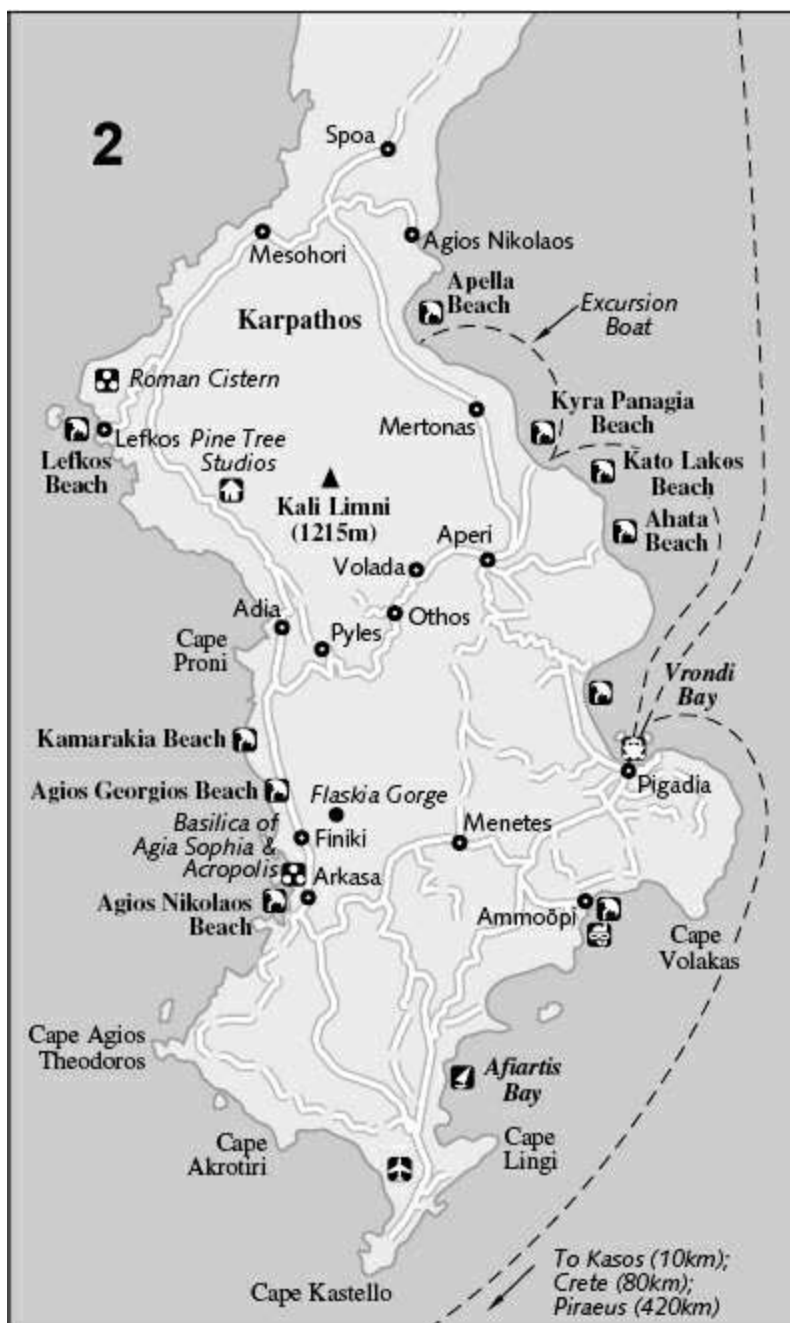 2
Spoa
Mesohori
Agios Nikolaos
Apella
Beach
Excursion
Boat
Karpathos
Roman Cistern
Kyra Panagia
Beach
Mertonas
Lefkos
Lefkos
Beach
Pine Tree
Studios
Kato Lakos
Beach
Kali Limni
(1215m)
Ahata
Beach
Aperi
Volada
Othos
Adia
Cape
Proni
Pyles
Vrondi
Bay
Kamarakia Beach
Agios Georgios Beach
Flaskia Gorge
Pigadia
Basilica of
Agia Sophia &
Acropolis
Finiki
Menetes
Arkasa
Agios Nikolaos
Beach
Ammoöpi
Cape
Volakas
Cape Agios
Theodoros
Afiartis
Bay
Cape
Akrotiri
Cape
Lingi
Cape Kastello
To Kasos (10km);
Crete (80km);
Piraeus (420km)